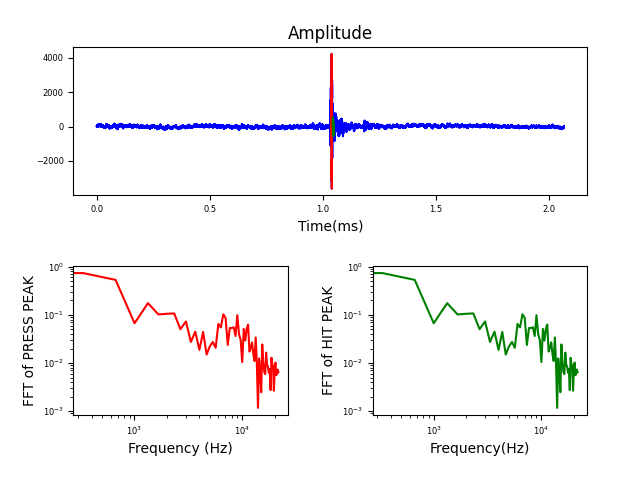 Amplitude
4000
2000
0
−2000
0.0 0.5 1.0 1.5 2.0
Time(ms)
FFT of PRESS PEAK
10⁰
10⁻¹
10⁻²
10⁻³
10³ 10⁴
Frequency (Hz)
FFT of HIT PEAK
10⁰
10⁻¹
10⁻²
10⁻³
10³ 10⁴
Frequency(Hz)